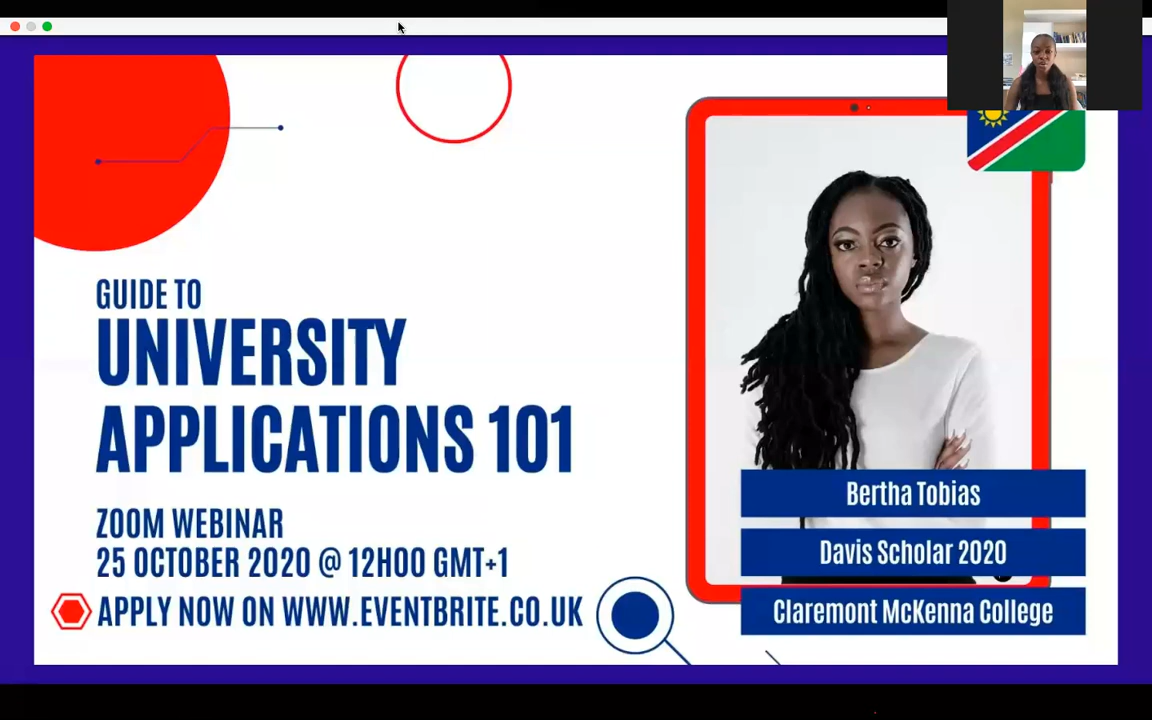 GUIDE TO
UNIVERSITY
APPLICATIONS 101
ZOOM WEBINAR
25 OCTOBER 2020 @ 12H00 GMT+1
APPLY NOW ON WWW.EVENTBRITE.CO.UK
Bertha Tobias
Davis Scholar 2020
Claremont McKenna College